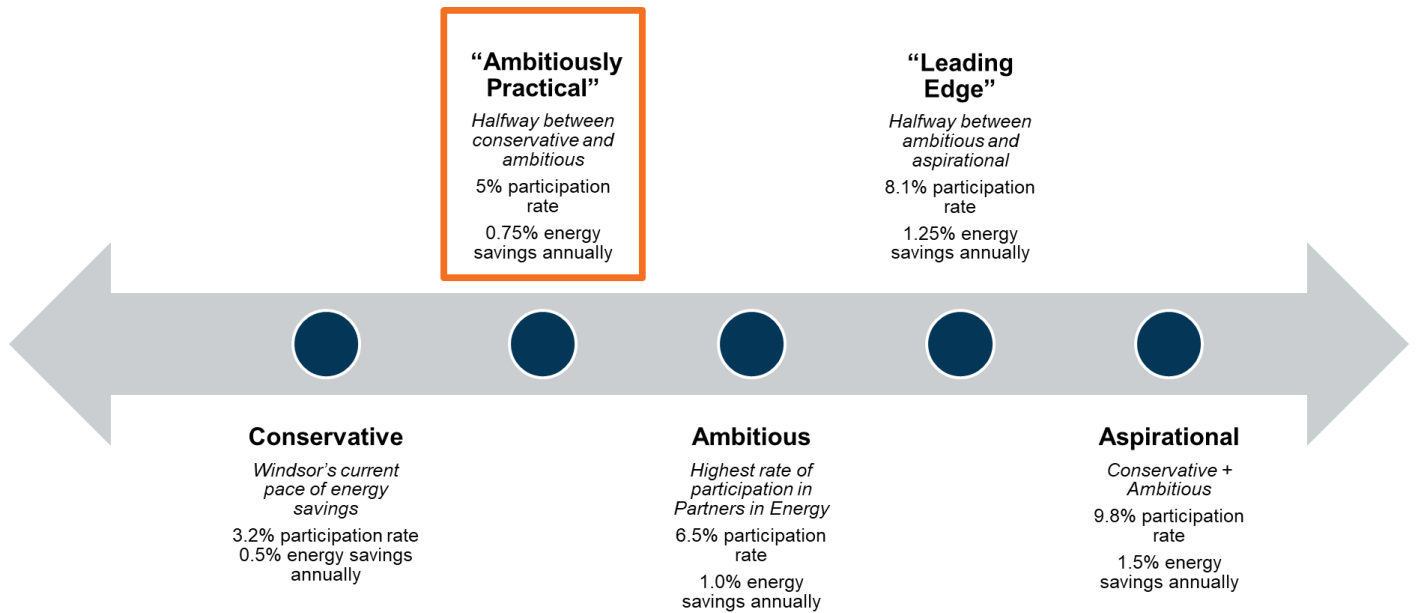 “Ambitiously
Practical”
Halfway between
conservative and
ambitious
5% participation
rate
0.75% energy
savings annually
“Leading
Edge”
Halfway between
ambitious and
aspirational
8.1% participation
rate
1.25% energy
savings annually
Conservative
Windsor’s current
pace of energy
savings
3.2% participation rate
0.5% energy savings
annually
Ambitious
Highest rate of
participation in
Partners in Energy
6.5% participation
rate
1.0% energy
savings annually
Aspirational
Conservative +
Ambitious
9.8% participation
rate
1.5% energy
savings annually